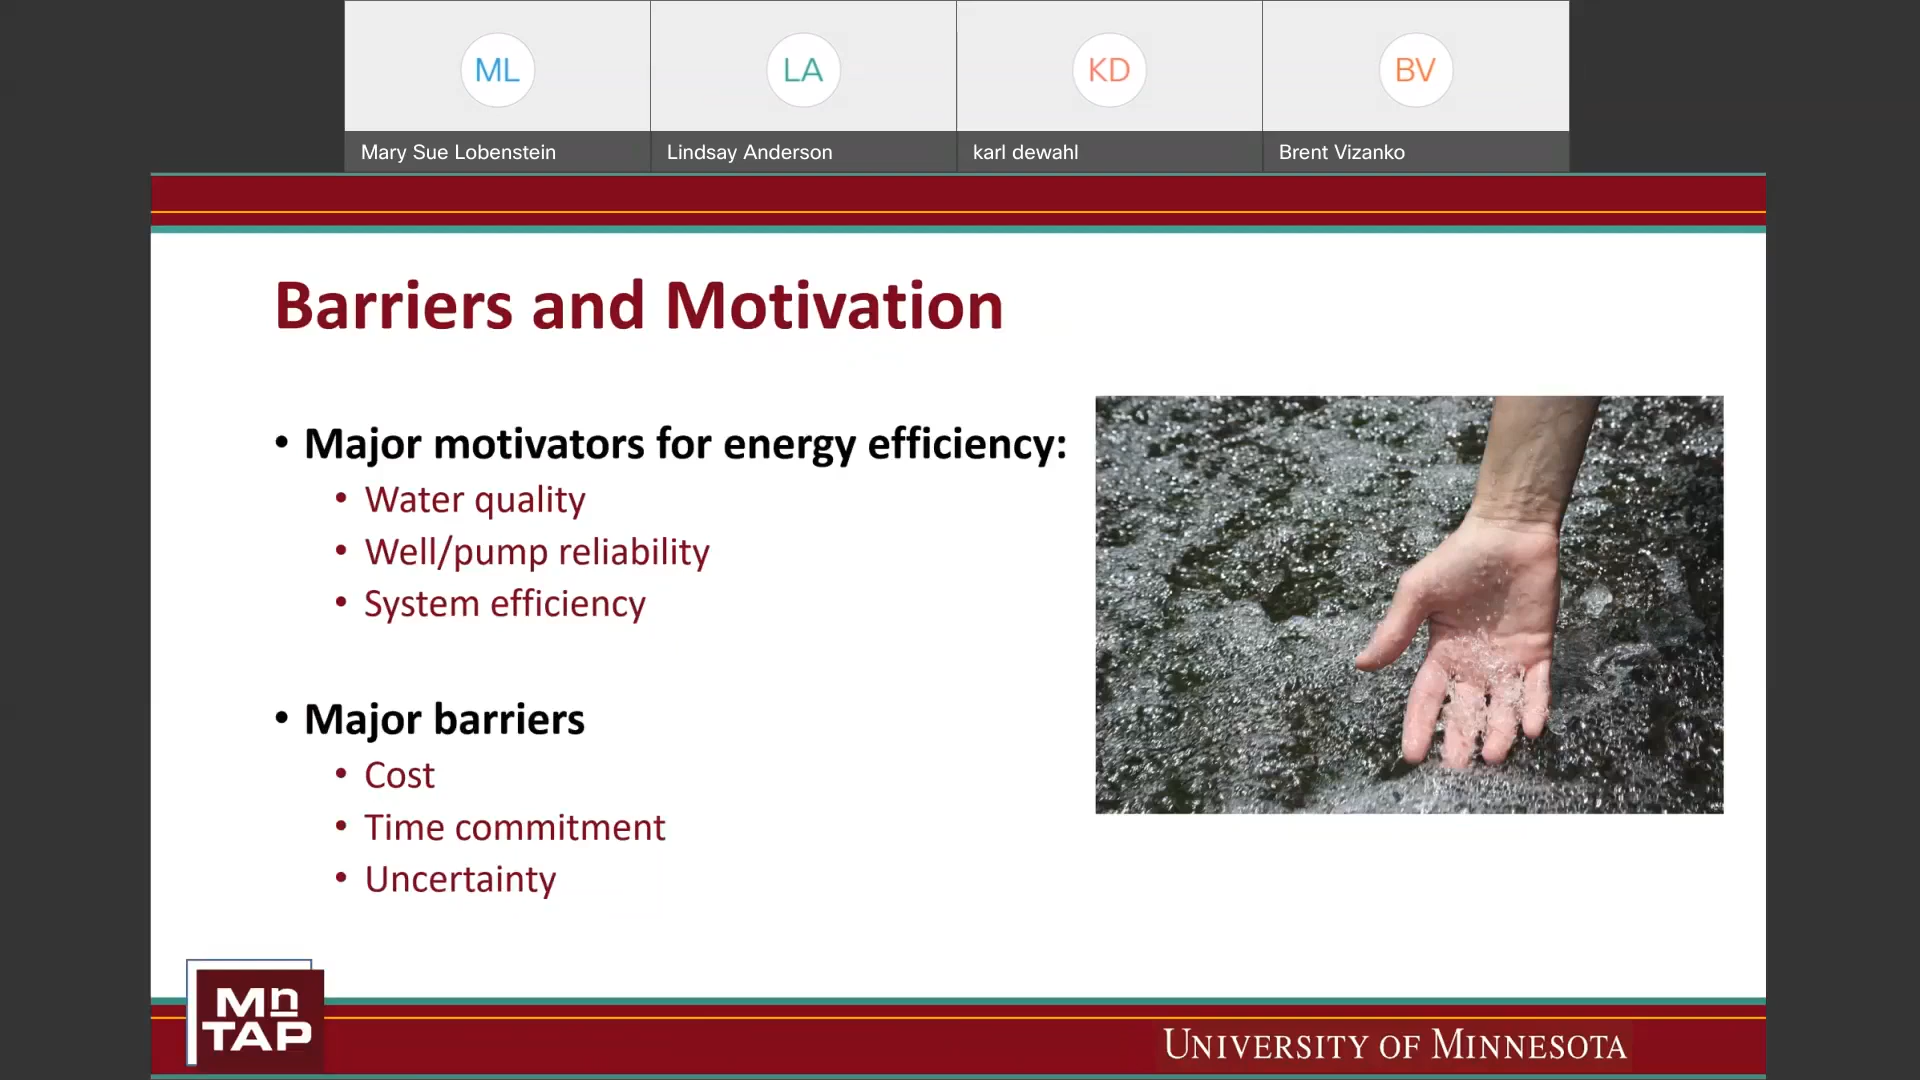 ML
LA
KD
BV
Mary Sue Lobenstein
Lindsay Anderson
karl dewahl
Brent Vizanko
Barriers and Motivation
• Major motivators for energy efficiency:
• Water quality
• Well/pump reliability
• System efficiency
• Major barriers
• Cost
• Time commitment
• Uncertainty
Mn
TAP
UNIVERSITY OF MINNESOTA